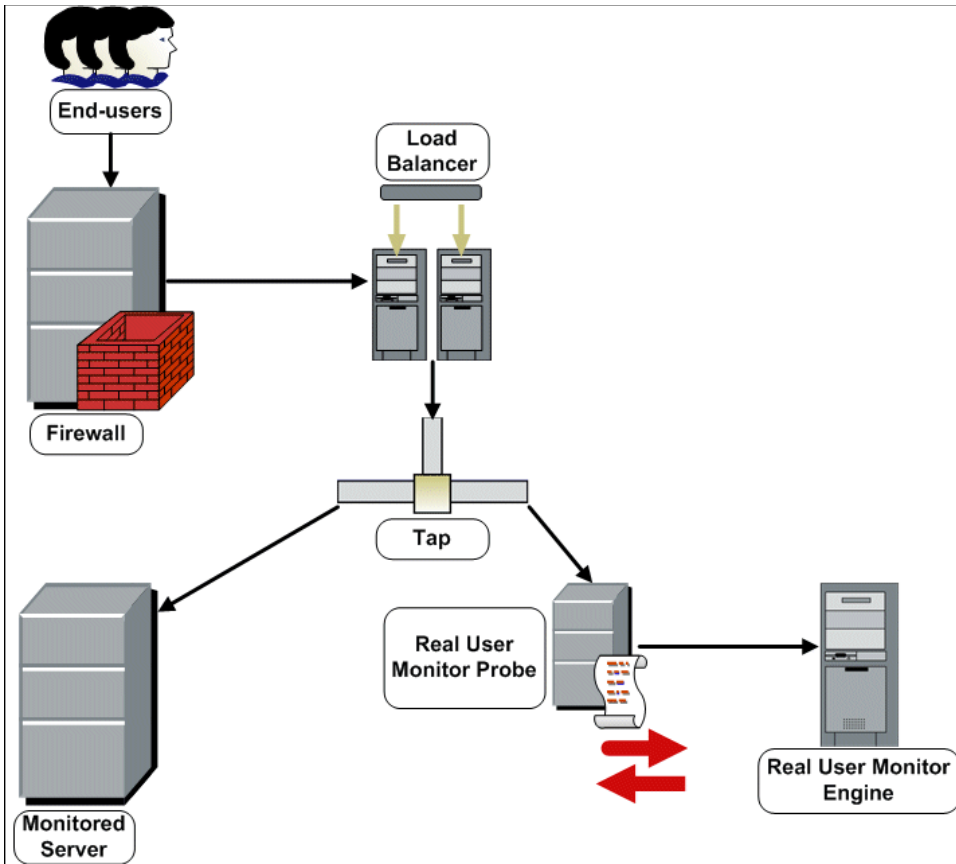 End-users
Load
Balancer
Firewall
Tap
Real User
Monitor Probe
Real User Monitor
Engine
Monitored
Server